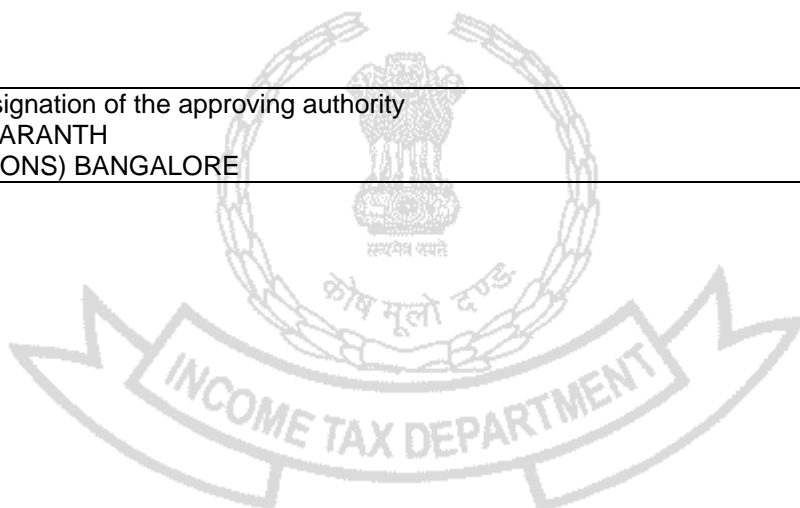 signation of the approving authority
ARANTH
ONS) BANGALORE
सत्यमेव जयते
कोष मूलो दण्डः
INCOME TAX DEPARTMENT